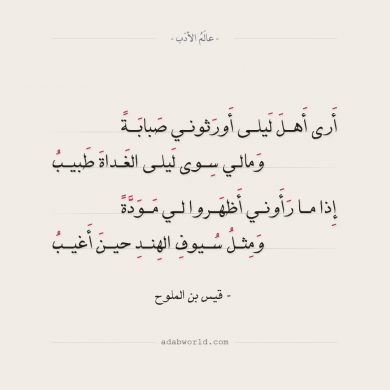 - عالَمُ الأدَب -
أَرى أَهلَ لَيلى أَورَثوني صَبابَةً
وَمالي سِوى لَيلى الغَداةَ طَبيبُ
إِذا ما رَأَوني أَظهَروا لي مَوَدَّةً
وَمِثلُ سُيوفِ الهِندِ حينَ أَغيبُ
- قيس بن الملوح
adabworld.com